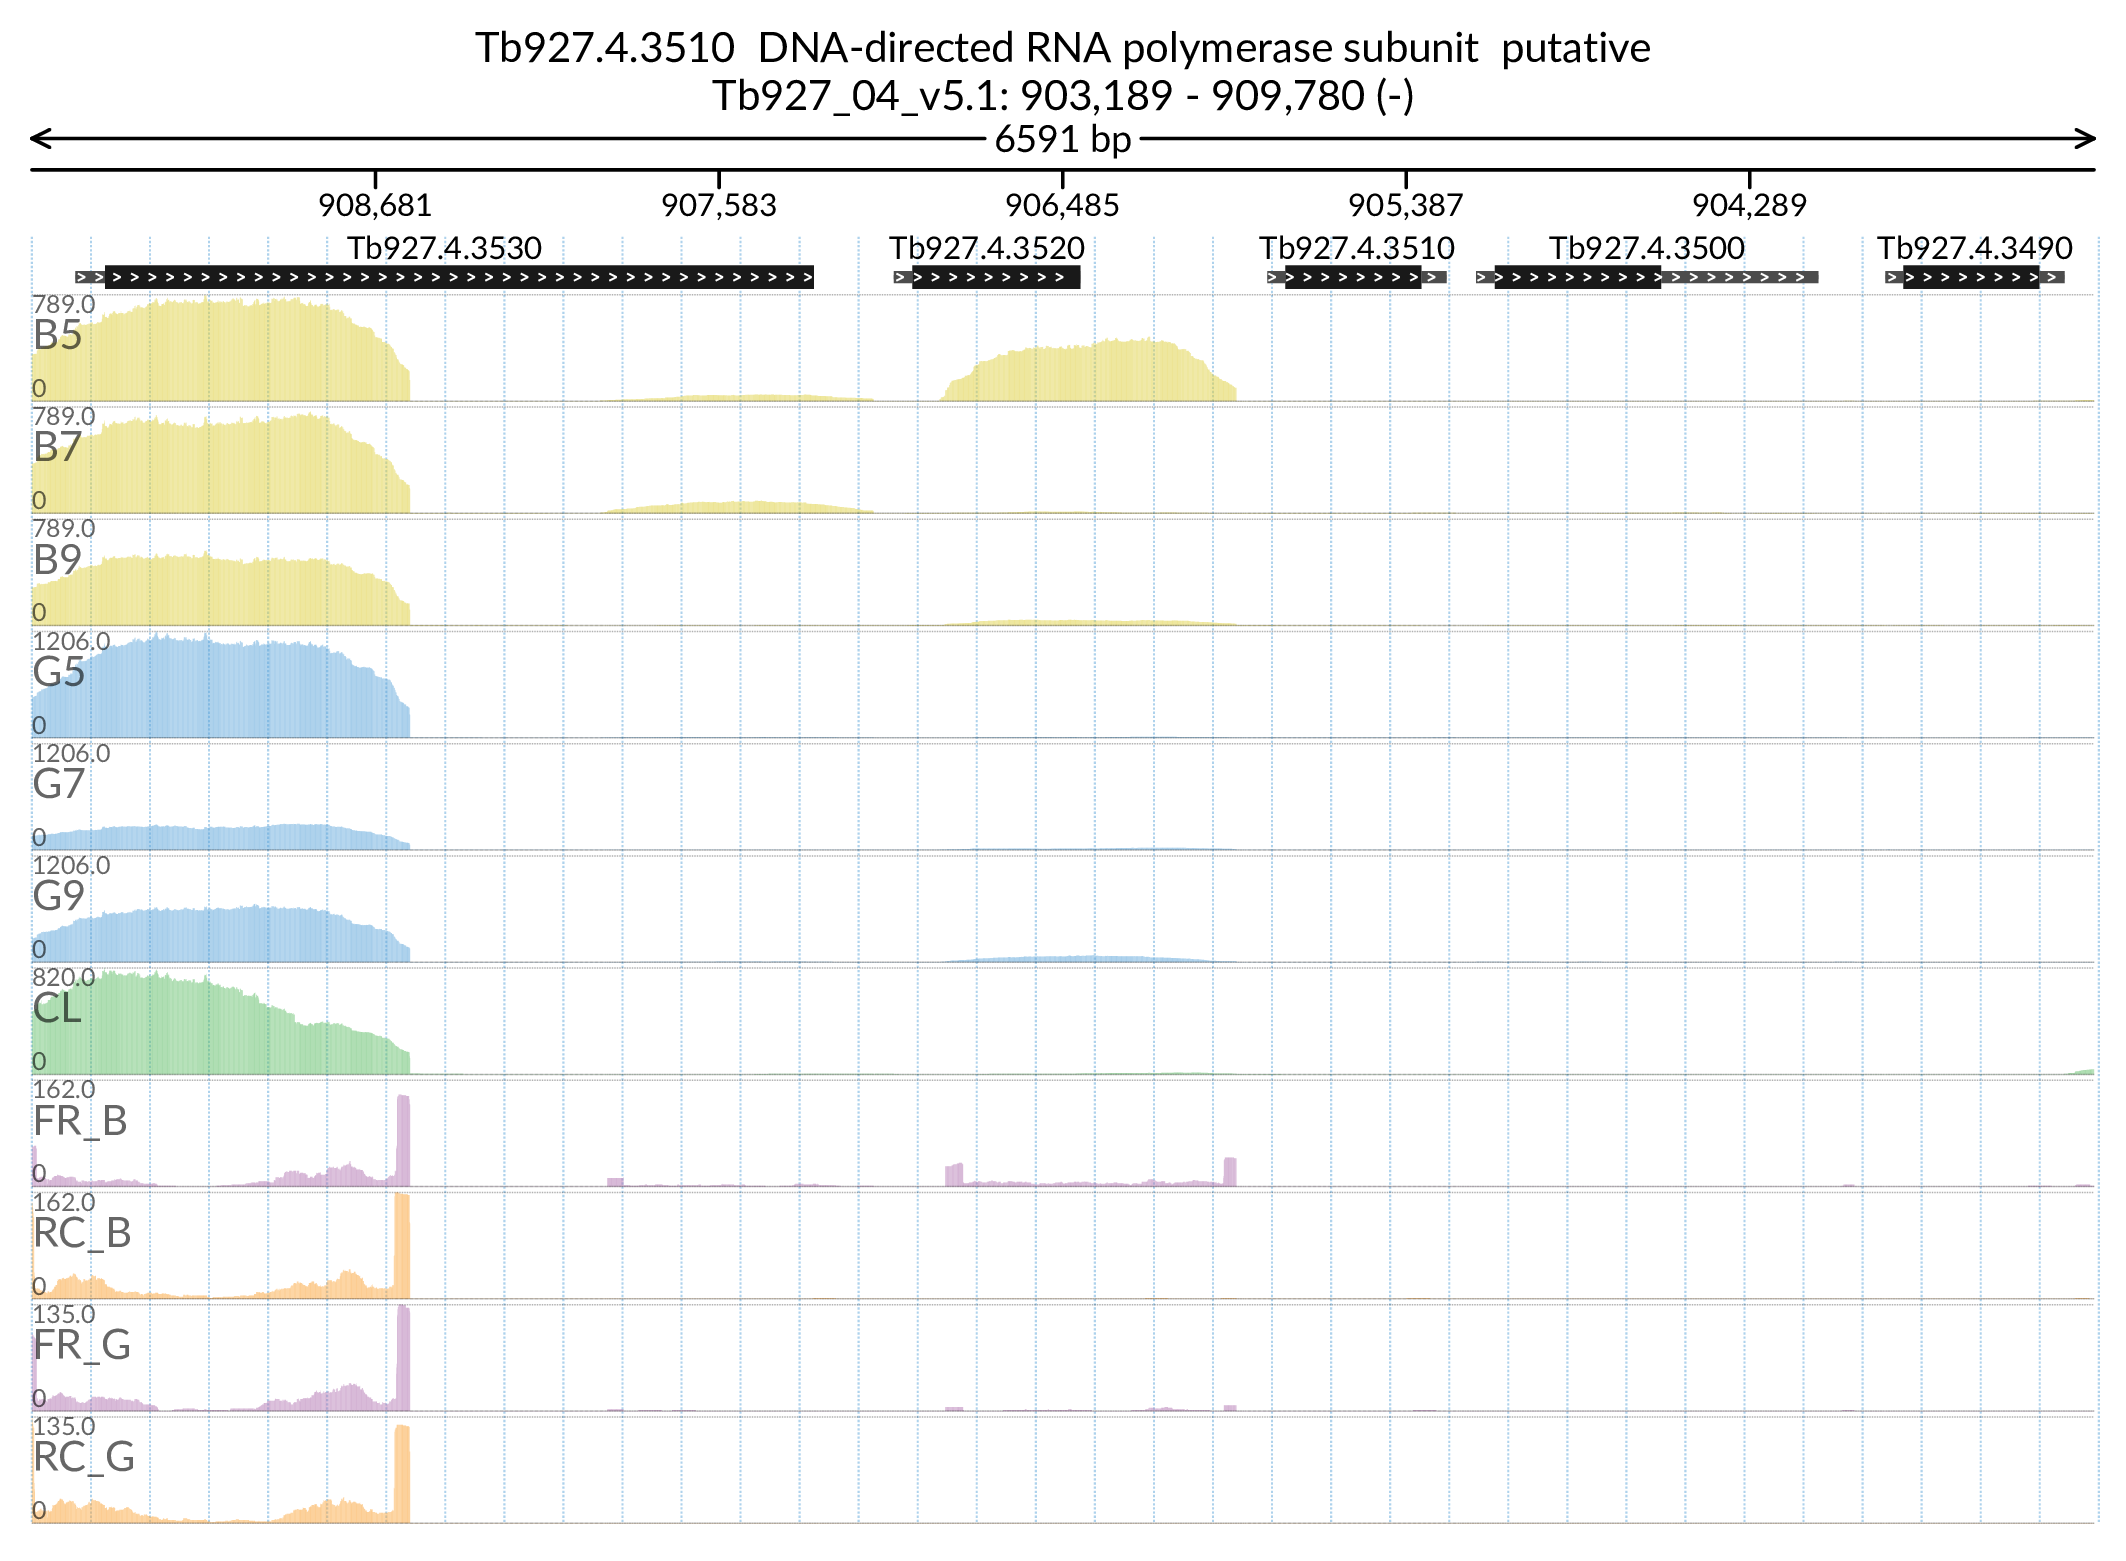 Tb927.4.3510  DNA-directed RNA polymerase subunit  putative
Tb927_04_v5.1: 903,189 - 909,780 (-)
6591 bp
908,681 907,583 906,485 905,387 904,289
Tb927.4.3530 Tb927.4.3520 Tb927.4.3510 Tb927.4.3500 Tb927.4.3490
789.0
B5
0
789.0
B7
0
789.0
B9
0
1206.0
G5
0
1206.0
G7
0
1206.0
G9
0
820.0
CL
0
162.0
FR_B
0
162.0
RC_B
0
135.0
FR_G
0
135.0
RC_G
0